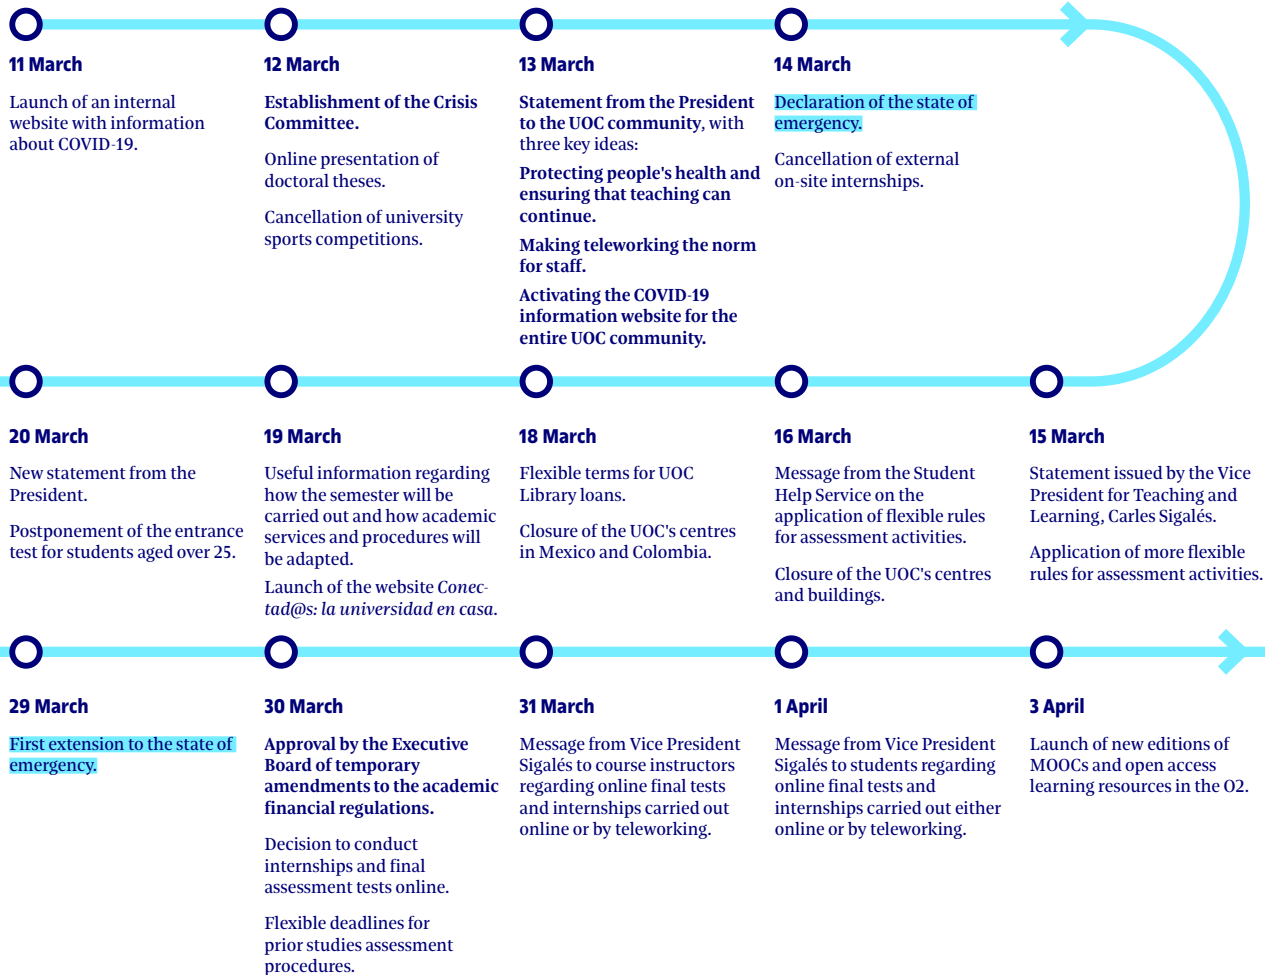 11 March
Launch of an internal
website with information
about COVID-19.
12 March
Establishment of the Crisis
Committee.
Online presentation of
doctoral theses.
Cancellation of university
sports competitions.
13 March
Statement from the President
to the UOC community, with
three key ideas:
Protecting people's health and
ensuring that teaching can
continue.
Making teleworking the norm
for staff.
Activating the COVID-19
information website for the
entire UOC community.
14 March
Declaration of the state of
emergency.
Cancellation of external
on-site internships.
20 March
New statement from the
President.
Postponement of the entrance
test for students aged over 25.
19 March
Useful information regarding
how the semester will be
carried out and how academic
services and procedures will
be adapted.
Launch of the website Conec-
tad@s: la universidad en casa.
18 March
Flexible terms for UOC
Library loans.
Closure of the UOC's centres
in Mexico and Colombia.
16 March
Message from the Student
Help Service on the
application of flexible rules
for assessment activities.
Closure of the UOC's centres
and buildings.
15 March
Statement issued by the Vice
President for Teaching and
Learning, Carles Sigalés.
Application of more flexible
rules for assessment activities.
29 March
First extension to the state of
emergency.
30 March
Approval by the Executive
Board of temporary
amendments to the academic
financial regulations.
Decision to conduct
internships and final
assessment tests online.
Flexible deadlines for
prior studies assessment
procedures.
31 March
Message from Vice President
Sigalés to course instructors
regarding online final tests
and internships carried out
online or by teleworking.
1 April
Message from Vice President
Sigalés to students regarding
online final tests and
internships carried out either
online or by teleworking.
3 April
Launch of new editions of
MOOCs and open access
learning resources in the O2.